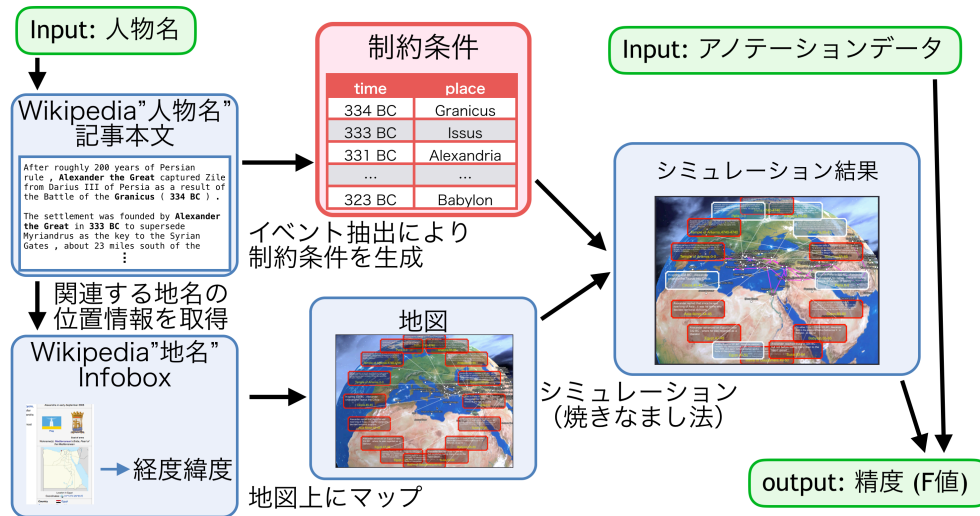 Input: 人物名
Wikipedia”人物名”
記事本文
After roughly 200 years of Persian
rule , Alexander the Great captured Zile
from Darius III of Persia as a result of
the Battle of the Granicus ( 334 BC ) .
The settlement was founded by Alexander
the Great in 333 BC to supersede
Myriandrus as the key to the Syrian
Gates , about 23 miles south of the
⋮
制約条件
time place
334 BC Granicus
333 BC Issus
331 BC Alexandria
… …
323 BC Babylon
イベント抽出により
制約条件を生成
関連する地名の
位置情報を取得
Wikipedia”地名”
Infobox
経度緯度
地図上にマップ
地図
シミュレーション
（焼きなまし法）
シミュレーション結果
Input: アノテーションデータ
output: 精度 (F値)